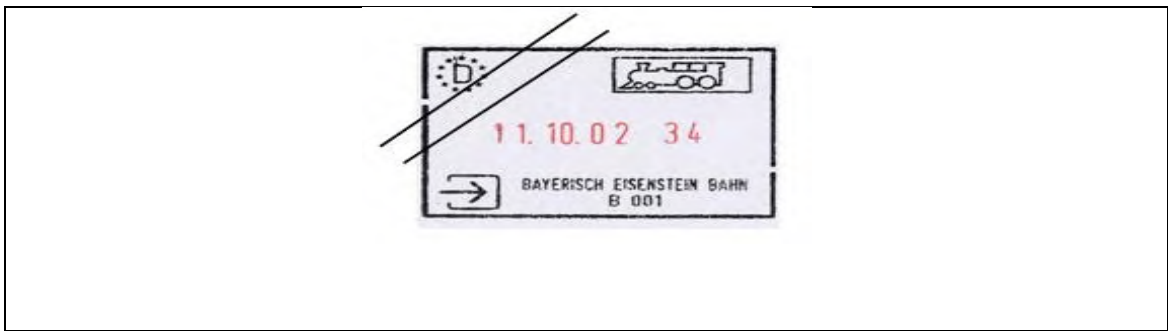 D
11.10.02 34
BAYERISCH EISENSTEIN BAHN
B 001